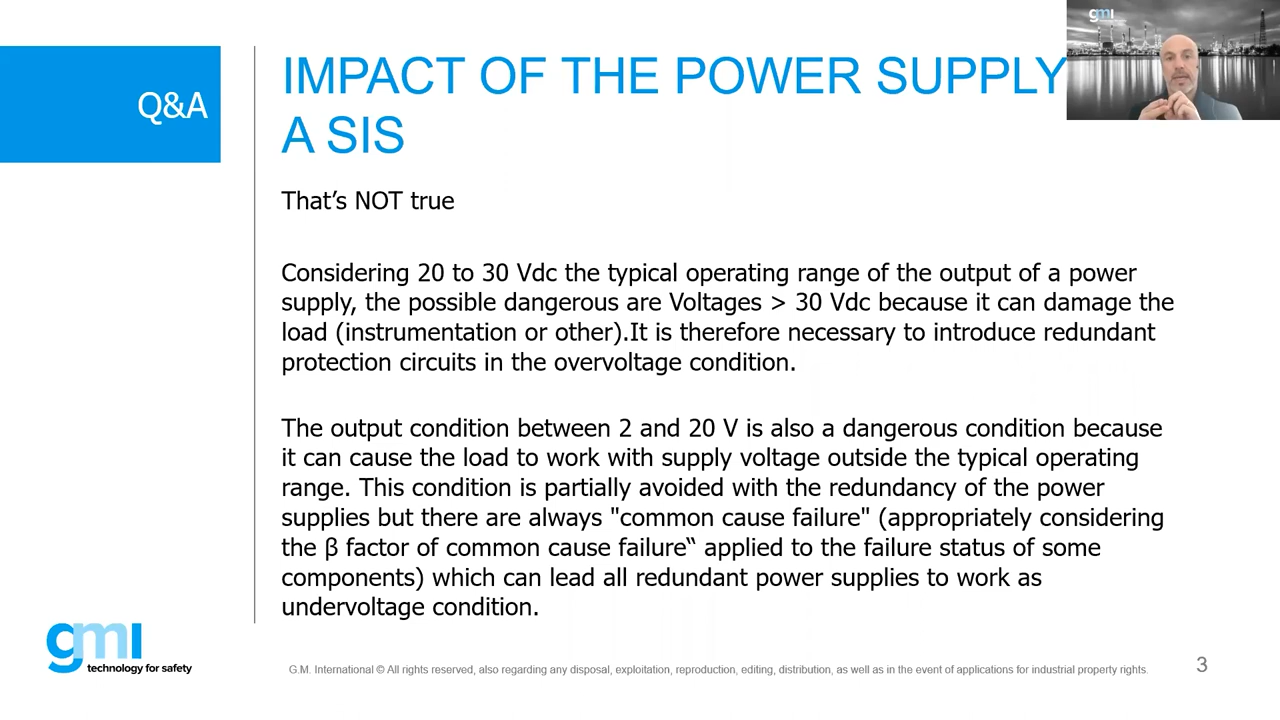 gmi
Q&A
IMPACT OF THE POWER SUPPLY
A SIS
That’s NOT true
Considering 20 to 30 Vdc the typical operating range of the output of a power
supply, the possible dangerous are Voltages > 30 Vdc because it can damage the
load (instrumentation or other).It is therefore necessary to introduce redundant
protection circuits in the overvoltage condition.
The output condition between 2 and 20 V is also a dangerous condition because
it can cause the load to work with supply voltage outside the typical operating
range. This condition is partially avoided with the redundancy of the power
supplies but there are always "common cause failure" (appropriately considering
the β factor of common cause failure“ applied to the failure status of some
components) which can lead all redundant power supplies to work as
undervoltage condition.
gmi
technology for safety
G.M. International © All rights reserved, also regarding any disposal, exploitation, reproduction, editing, distribution, as well as in the event of applications for industrial property rights.
3